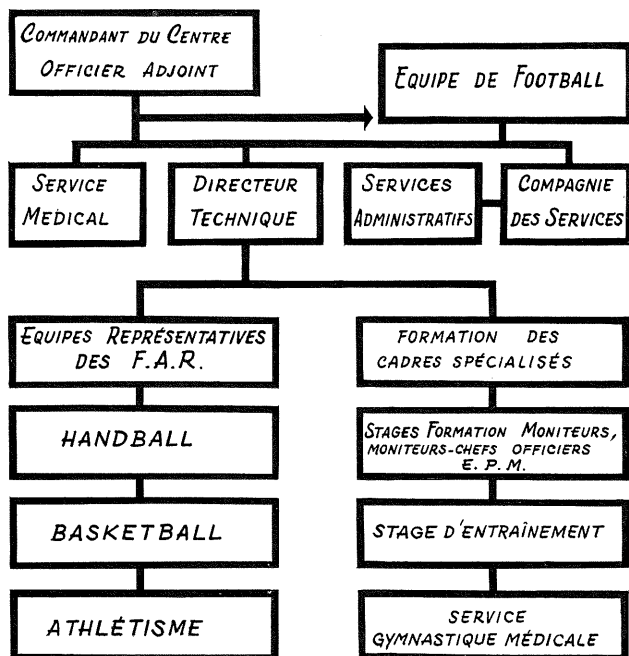 COMMANDANT DU CENTRE
OFFICIER ADJOINT
EQUIPE DE FOOTBALL
SERVICE
MEDICAL
DIRECTEUR
TECHNIQUE
SERVICES
ADMINISTRATIFS
COMPAGNIE
DES SERVICES
EQUIPES REPRÉSENTATIVES
DES F.A.R.
FORMATION DES
CADRES SPÉCIALISÉS
HANDBALL
STAGES FORMATION MONITEURS,
MONITEURS-CHEFS OFFICIERS
E. P. M.
BASKETBALL
STAGE D'ENTRAÎNEMENT
ATHLÉTISME
SERVICE
GYMNASTIQUE MÉDICALE